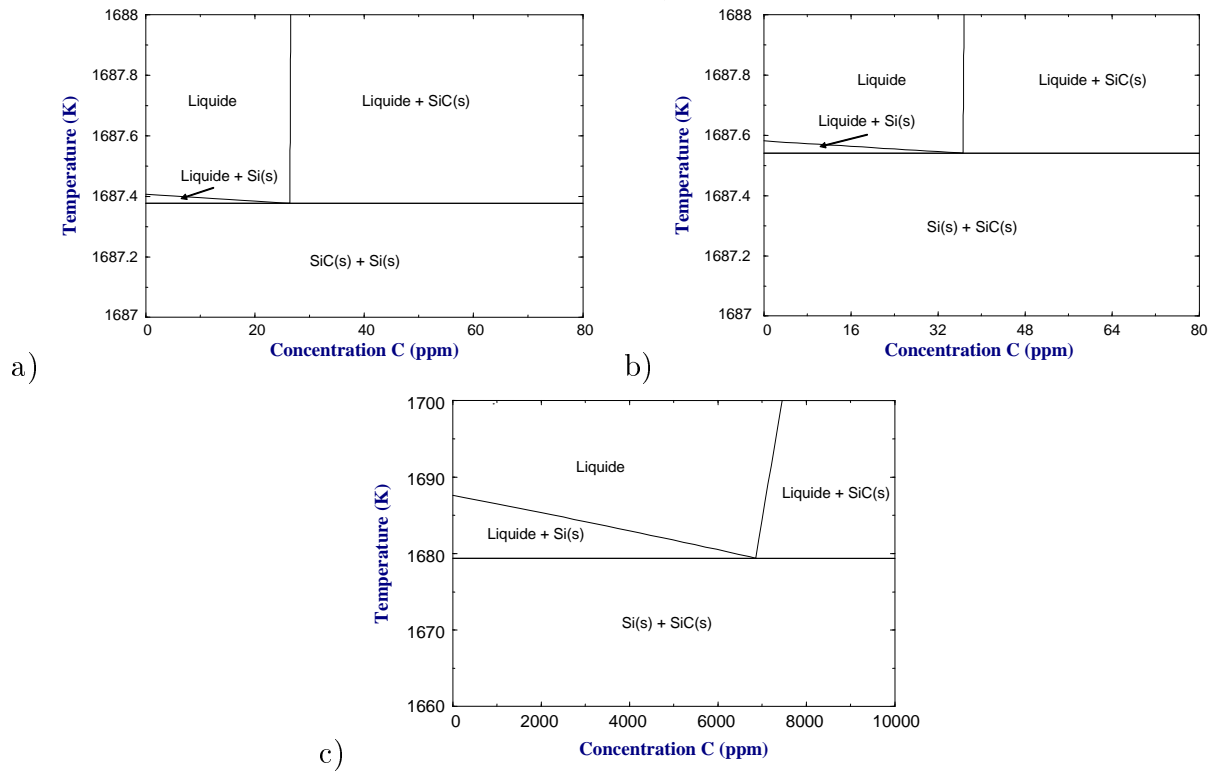 1688
1687.8
1687.6
1687.4
1687.2
1687
Temperature (K)
Liquide
Liquide + SiC(s)
Liquide + Si(s)
SiC(s) + Si(s)
0 20 40 60 80
Concentration C (ppm)
a)
1688
1687.8
1687.6
1687.4
1687.2
1687
Temperature (K)
Liquide
Liquide + SiC(s)
Liquide + Si(s)
Si(s) + SiC(s)
0 16 32 48 64 80
Concentration C (ppm)
b)
1700
1690
1680
1670
1660
Temperature (K)
Liquide
Liquide + SiC(s)
Liquide + Si(s)
Si(s) + SiC(s)
0 2000 4000 6000 8000 10000
Concentration C (ppm)
c)